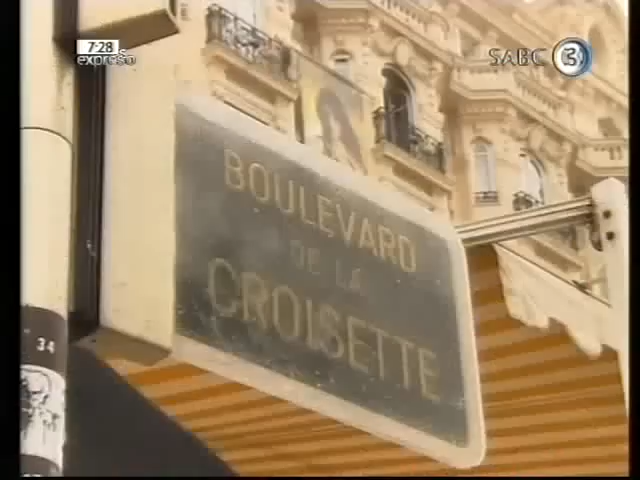 7:28
expresso
SABC 3
BOULEVARD
DE LA
CROISETTE
34